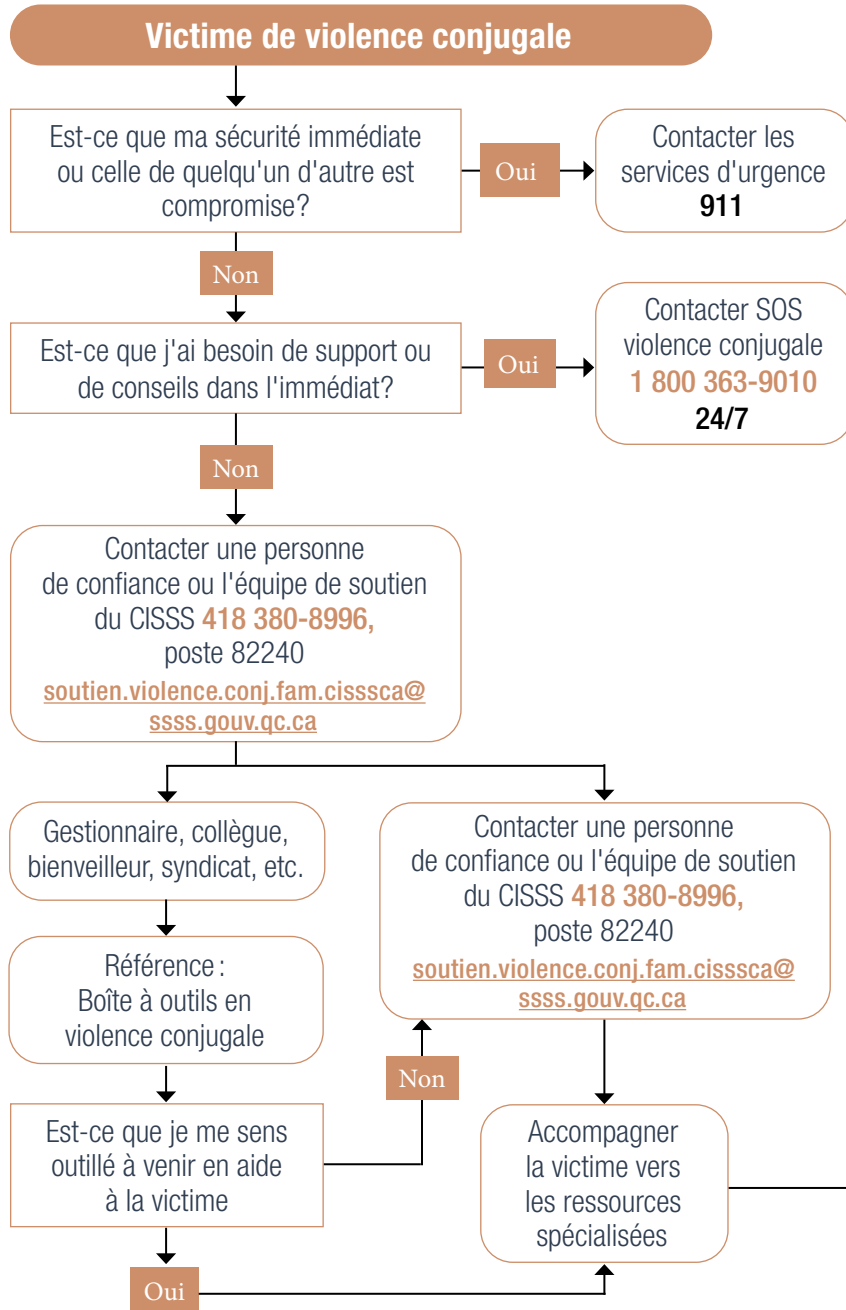 Victime de violence conjugale
Est-ce que ma sécurité immédiate
ou celle de quelqu'un d'autre est
compromise?
Oui
Contacter les
services d'urgence
911
Non
Est-ce que j'ai besoin de support ou
de conseils dans l'immédiat?
Oui
Contacter SOS
violence conjugale
1 800 363-9010
24/7
Non
Contacter une personne
de confiance ou l'équipe de soutien
du CISSS 418 380-8996,
poste 82240
soutien.violence.conj.fam.cisssca@
ssss.gouv.qc.ca
Gestionnaire, collègue,
bienveilleur, syndicat, etc.
Référence :
Boîte à outils en
violence conjugale
Est-ce que je me sens
outillé à venir en aide
à la victime
Non
Oui
Contacter une personne
de confiance ou l'équipe de soutien
du CISSS 418 380-8996,
poste 82240
soutien.violence.conj.fam.cisssca@
ssss.gouv.qc.ca
Accompagner
la victime vers
les ressources
spécialisées